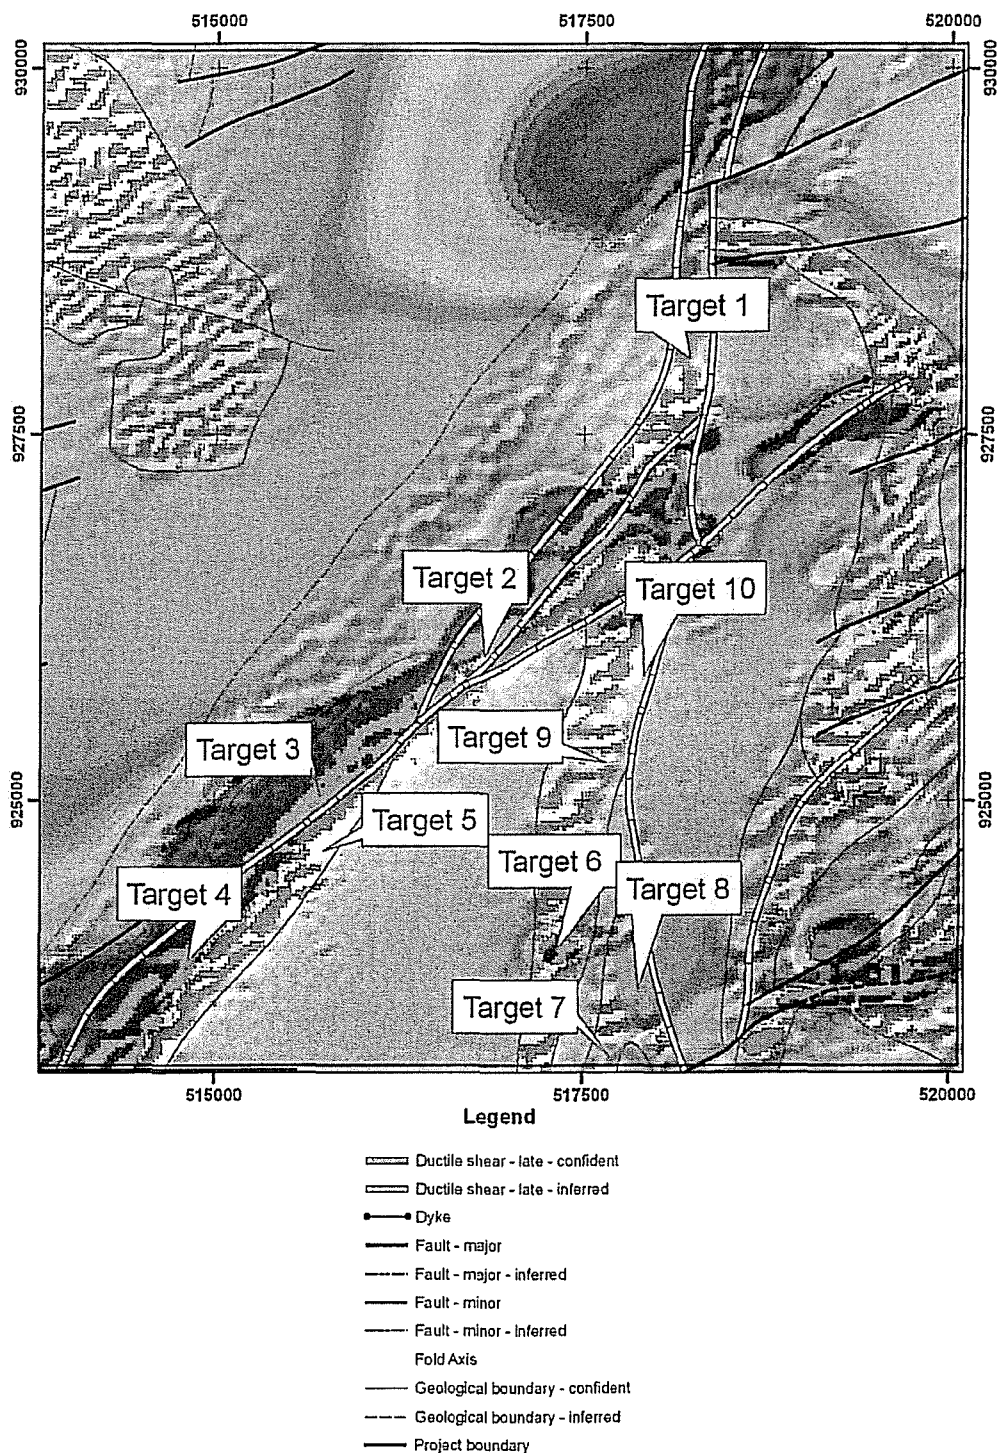 515000
517500
520000
930000
930000
Target 1
927500
927500
Target 2
Target 10
Target 3
Target 9
925000
925000
Target 5
Target 6
Target 4
Target 8
Target 7
515000
517500
520000
Legend
Ductile shear - late - confident
Ductile shear - late - inferred
Dyke
Fault - major
Fault - major - inferred
Fault - minor
Fault - minor - inferred
Fold Axis
Geological boundary - confident
Geological boundary - inferred
Project boundary